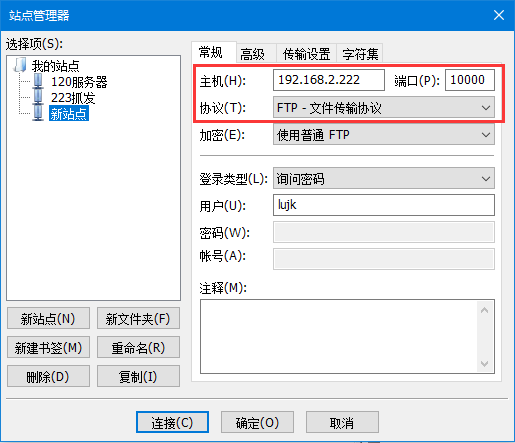 站点管理器
选择项(S):
我的站点
120服务器
223抓发
新站点
新站点(N)
新文件夹(F)
新建书签(M)
重命名(R)
删除(D)
复制(I)
常规
高级
传输设置
字符集
主机(H):
192.168.2.222
端口(P):
10000
协议(T):
FTP - 文件传输协议
加密(E):
使用普通 FTP
登录类型(L):
询问密码
用户(U):
lujk
密码(W):
帐号(A):
注释(M):
连接(C)
确定(O)
取消